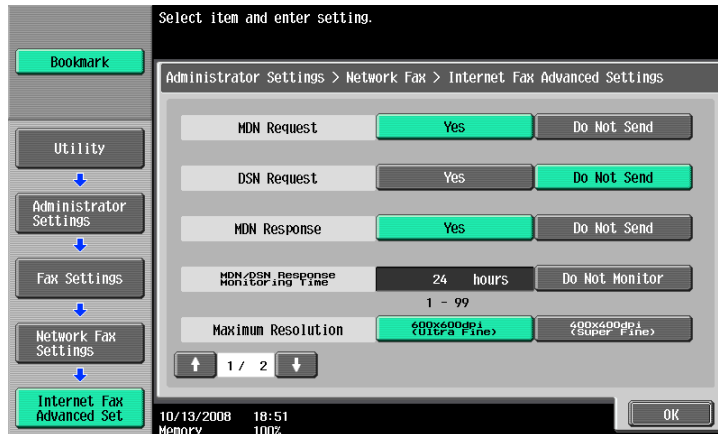 Select item and enter setting.
Bookmark
Administrator Settings > Network Fax > Internet Fax Advanced Settings
MDN Request Yes Do Not Send
Utility
DSN Request Yes Do Not Send
Administrator
Settings
MDN Response Yes Do Not Send
Fax Settings
MDN/DSN Response
Monitoring Time
24 hours Do Not Monitor
1 - 99
Network Fax
Settings
Maximum Resolution
600x600dpi
(Ultra Fine)
400x400dpi
(Super Fine)
1/ 2
Internet Fax
Advanced Set
10/13/2008 18:51
Memory 100%
OK